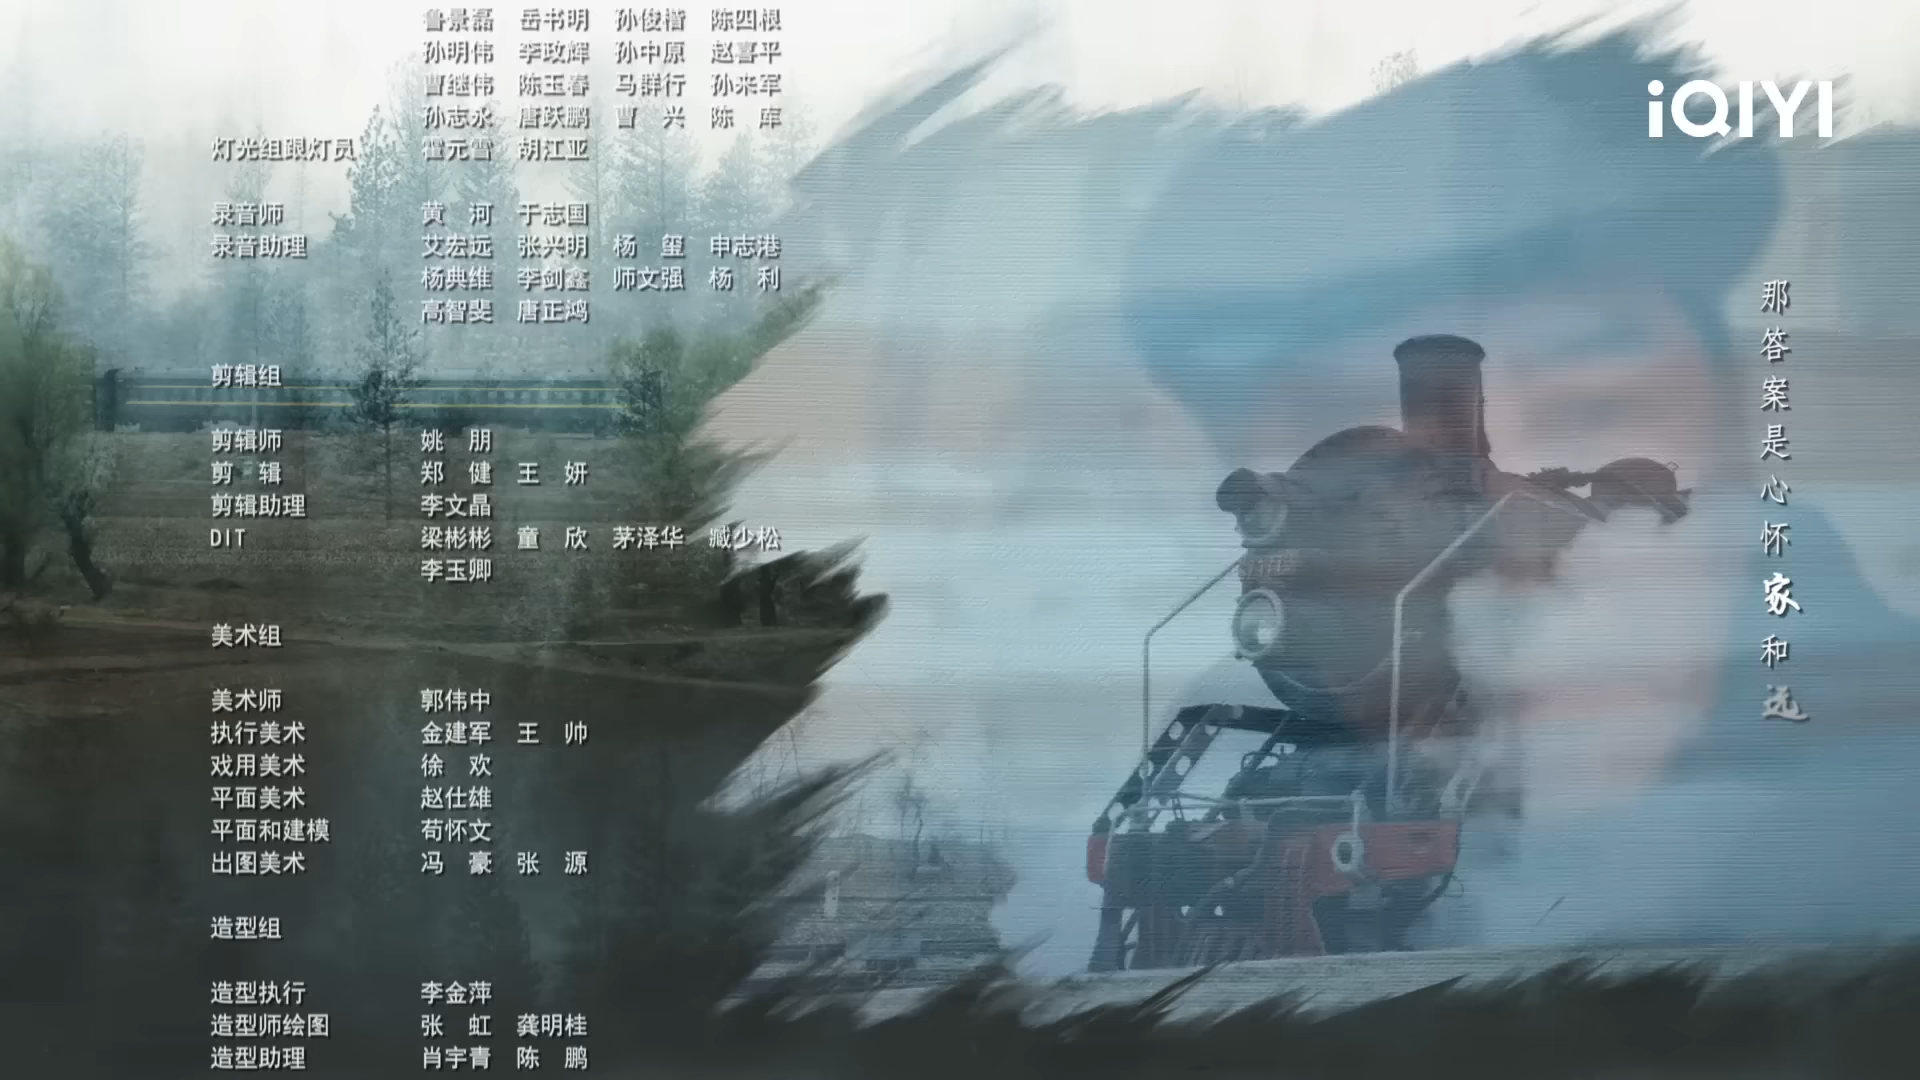 鲁景磊 岳书明 孙俊楷 陈四根
孙明伟 李政辉 孙中原 赵喜平
曹继伟 陈玉春 马群行 孙来军
孙志永 唐跃鹏 曹 兴 陈 库
灯光组跟灯员 霍元雪 胡江亚
录音师 黄 河 于志国
录音助理 艾宏远 张兴明 杨 玺 申志港
杨典维 李剑鑫 师文强 杨 利
高智斐 唐正鸿
剪辑组
剪辑师 姚 朋
剪 辑 郑 健 王 妍
剪辑助理 李文晶
DIT 梁彬彬 童 欣 茅泽华 臧少松
李玉卿
美术组
美术师 郭伟中
执行美术 金建军 王 帅
戏用美术 徐 欢
平面美术 赵仕雄
平面和建模 苟怀文
出图美术 冯 豪 张 源
造型组
造型执行 李金萍
造型师绘图 张 虹 龚明桂
造型助理 肖宇青 陈 鹏
iQIYI
那答案是心怀家和远